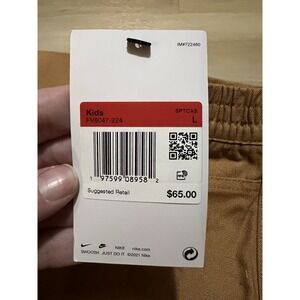 IM#722460
Kids SPTCAS
FV8047-224 L
1 97599 08958 2
Suggested Retail $65.00
NIKE nike.com
SWOOSH JUST DO IT ©2021 Nike